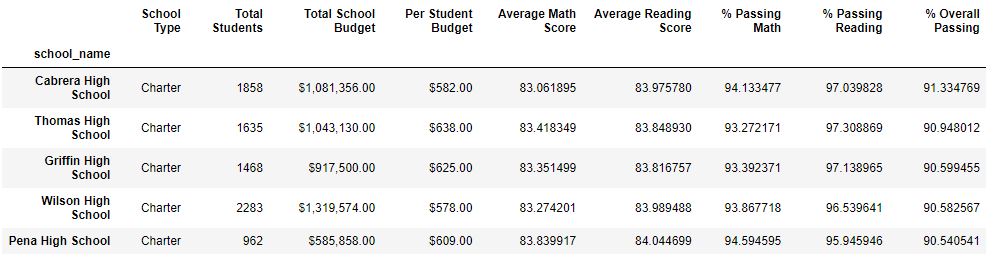 School Type Total Students Total School Budget Per Student Budget Average Math Score Average Reading Score % Passing Math % Passing Reading % Overall Passing
school_name
Cabrera High School Charter 1858 $1,081,356.00 $582.00 83.061895 83.975780 94.133477 97.039828 91.334769
Thomas High School Charter 1635 $1,043,130.00 $638.00 83.418349 83.848930 93.272171 97.308869 90.948012
Griffin High School Charter 1468 $917,500.00 $625.00 83.351499 83.816757 93.392371 97.138965 90.599455
Wilson High School Charter 2283 $1,319,574.00 $578.00 83.274201 83.989488 93.867718 96.539641 90.582567
Pena High School Charter 962 $585,858.00 $609.00 83.839917 84.044699 94.594595 95.945946 90.540541